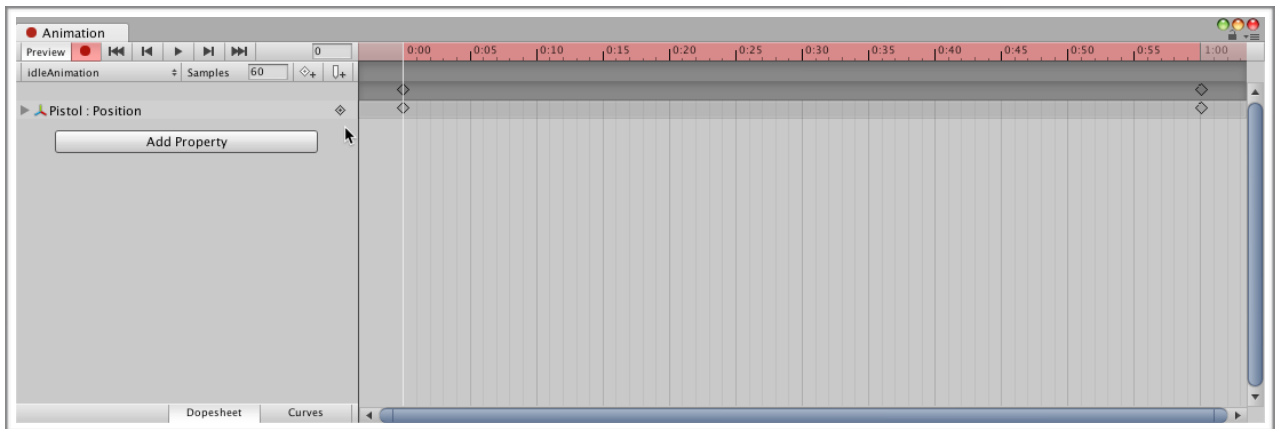 Animation
Preview 0 0:00 0:05 0:10 0:15 0:20 0:25 0:30 0:35 0:40 0:45 0:50 0:55 1:00
idleAnimation Samples 60
Pistol : Position
Add Property
Dopesheet Curves